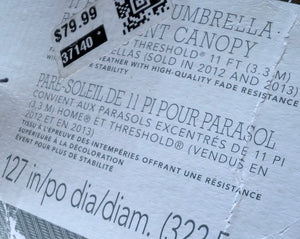 $79.99
37140
UMBRELLA
NT CANOPY
THRESHOLD® 11 FT (3.3 M)
ELLAS (SOLD IN 2012 AND 2013)
WEATHER WITH HIGH-QUALITY FADE RESISTANCE
STABILITY
PARE-SOLEIL DE 11 PI POUR PARASOL
CONVIENT AUX PARASOLS EXCENTRÉS DE 11 PI
(3,3 M) HOME® ET THRESHOLD® (VENDUS EN
2012 ET EN 2013)
TISSU À L'ÉPREUVE DES INTEMPÉRIES OFFRANT UNE RÉSISTANCE
SUPÉRIEURE À LA DÉCOLORATION
ÉVENT POUR PLUS DE STABILITÉ
127 in/po dia/diam. (322,5